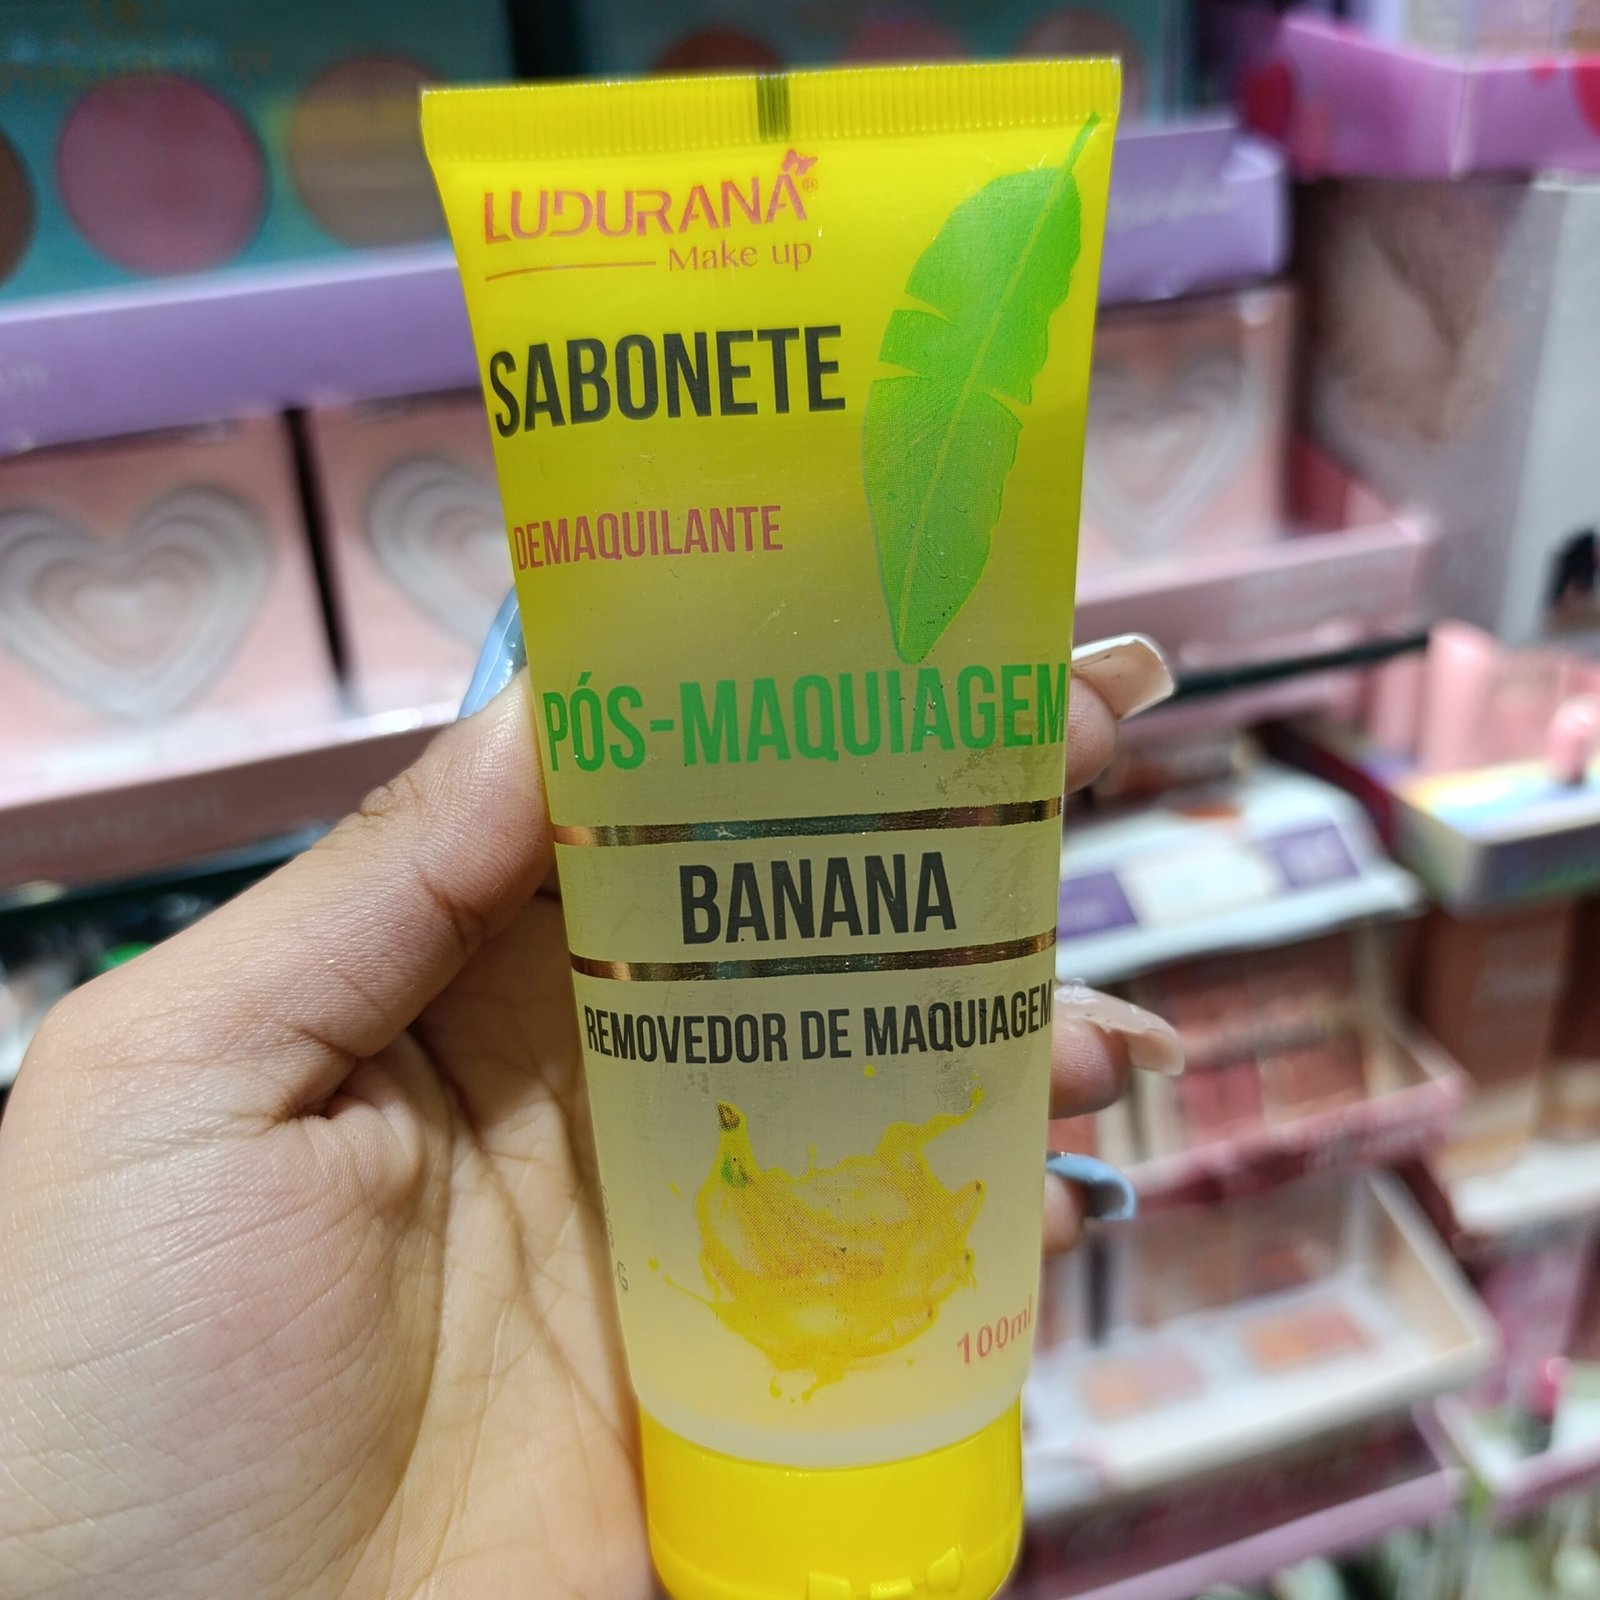 LUDURANA®
Make up
SABONETE
DEMAQUILANTE
PÓS-MAQUIAGEM
BANANA
REMOVEDOR DE MAQUIAGEM
100ml